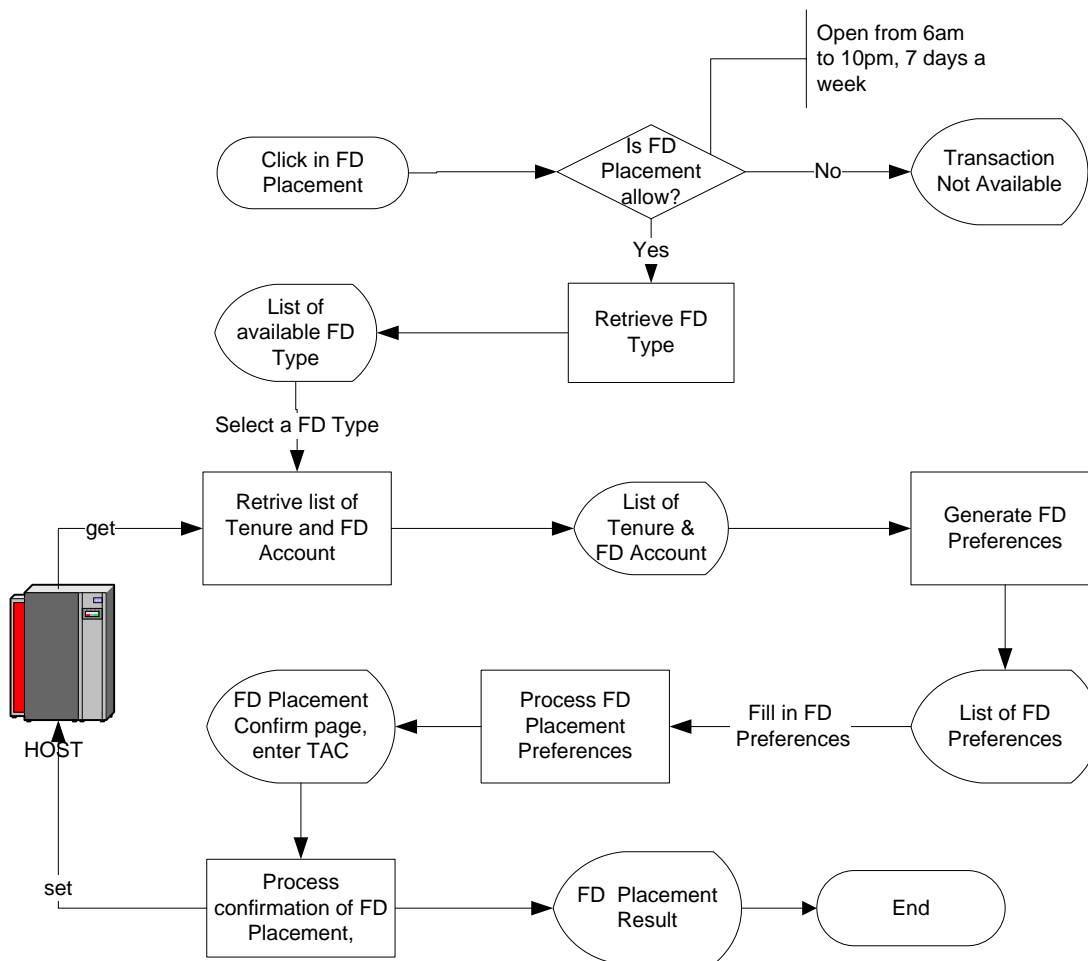 Open from 6am
to 10pm, 7 days a
week
Click in FD
Placement
Is FD
Placement
allow?
No
Transaction
Not Available
Yes
List of
available FD
Type
Retrieve FD
Type
Select a FD Type
get
Retrive list of
Tenure and FD
Account
List of
Tenure &
FD Account
Generate FD
Preferences
HOST
FD Placement
Confirm page,
enter TAC
Process FD
Placement
Preferences
Fill in FD
Preferences
List of FD
Preferences
set
Process
confirmation of FD
Placement,
FD Placement
Result
End